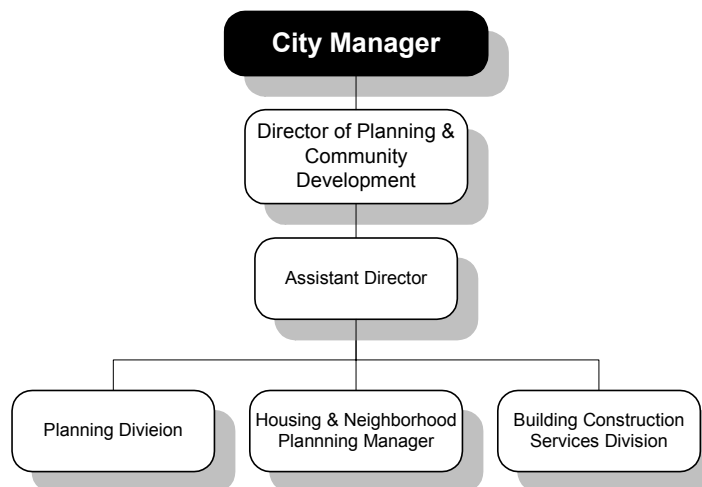 City Manager
Director of Planning &
Community
Development
Assistant Director
Planning Divieion
Housing & Neighborhood
Plannning Manager
Building Construction
Services Division